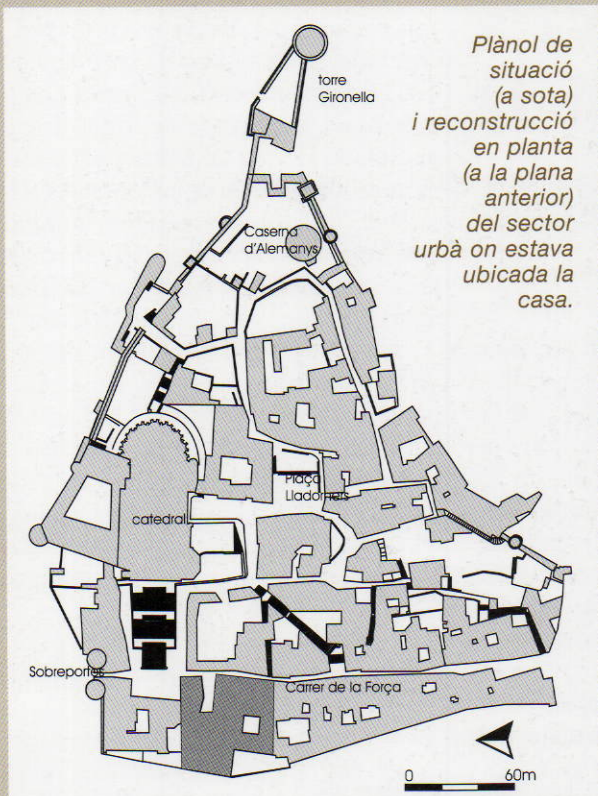 Plànol de
situació
(a sota)
i reconstrucció
en planta
(a la plana
anterior)
del sector
urbà on estava
ubicada la
casa.
torre
Gironella
Caserna
d'Alemanys
Plaça
Lladoners
catedral
Sobreportes
Carrer de la Força
0 60m